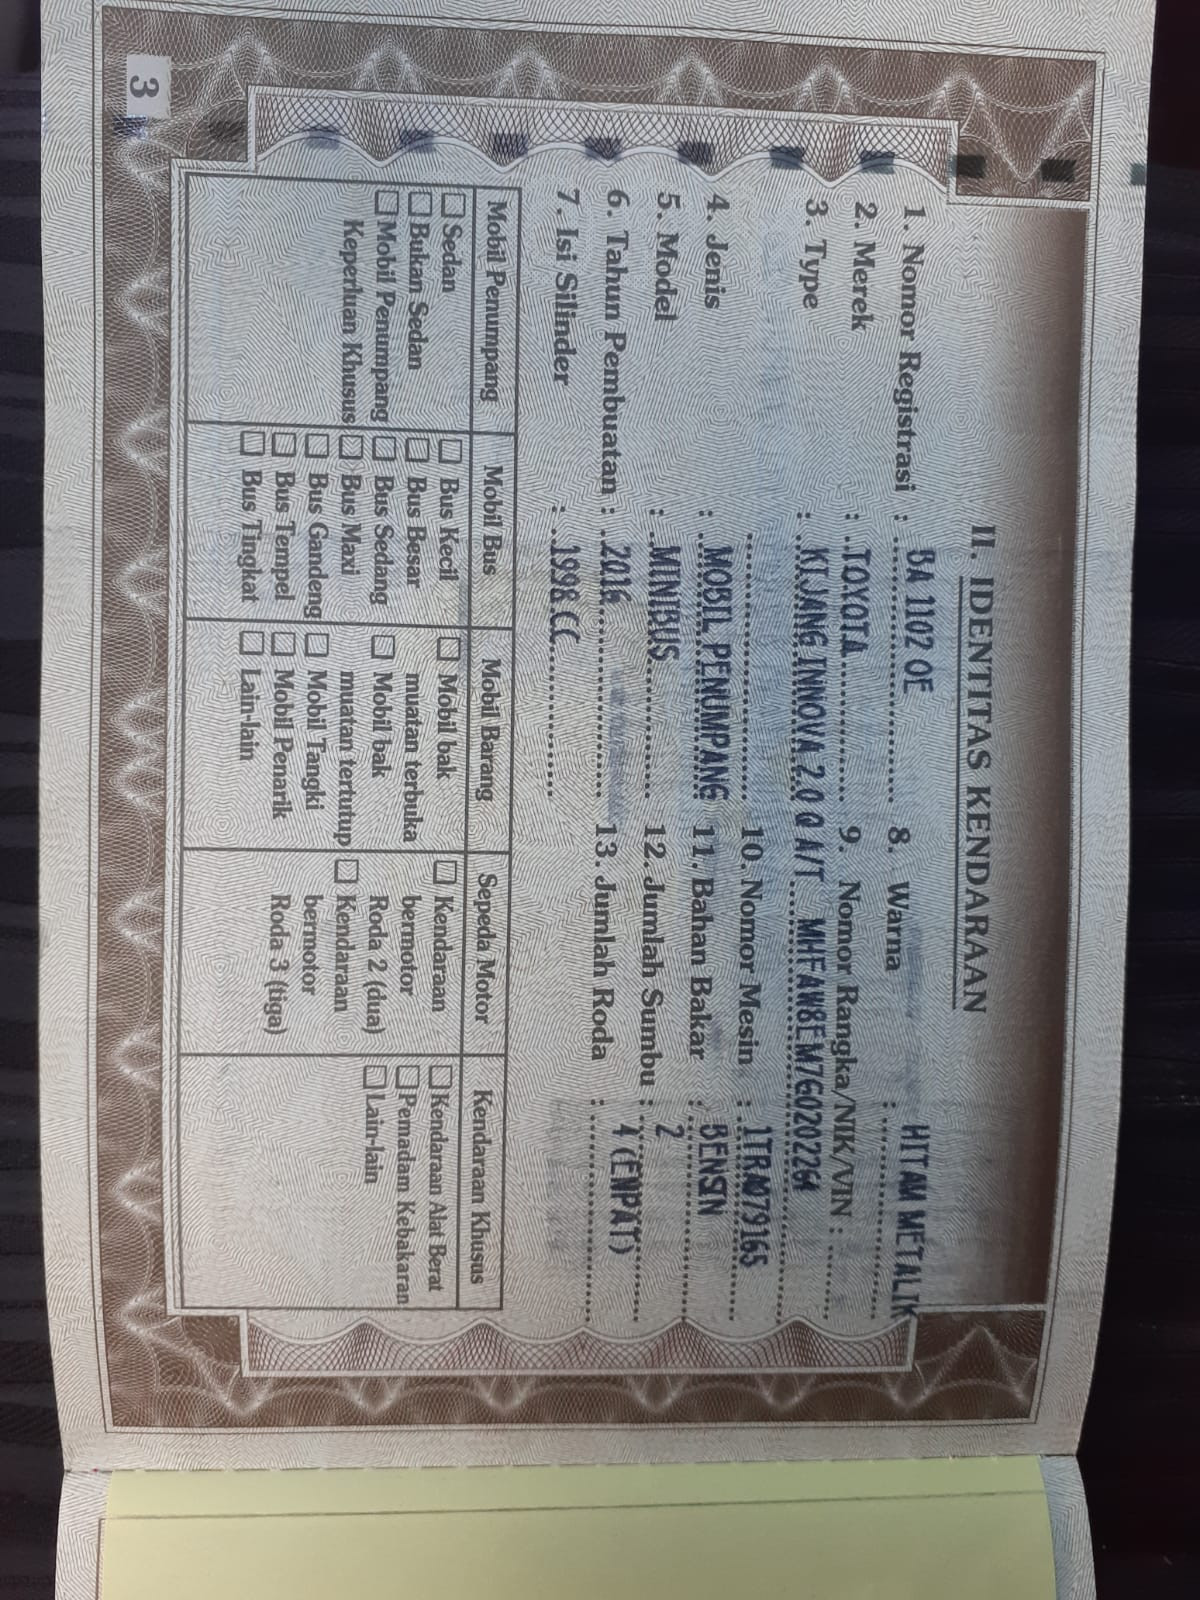 II. IDENTITAS KENDARAAN
1. Nomor Registrasi : BA 1102 OE
2. Merek : TOYOTA
3. Type : KIJANG INNOVA 2.0 Q A/T
4. Jenis : MOBIL PENUMPANG
5. Model : MINIBUS
6. Tahun Pembuatan : 2016
7. Isi Silinder : 1998 CC
8. Warna : HITAM METALIK
9. Nomor Rangka/NIK/VIN :
MHFAW8EM7G0202261
10. Nomor Mesin : 1TRA079165
11. Bahan Bakar : BENSIN
12. Jumlah Sumbu : 2
13. Jumlah Roda : 4 (EMPAT)
Mobil Penumpang
Sedan
Bukan Sedan
Mobil Penumpang
Keperluan Khusus
Mobil Bus
Bus Kecil
Bus Besar
Bus Sedang
Bus Maxi
Bus Gandeng
Bus Tempel
Bus Tingkat
Mobil Barang
Mobil bak
muatan terbuka
Mobil bak
muatan tertutup
Mobil Tangki
Mobil Penarik
Lain-lain
Sepeda Motor
Kendaraan
bermotor
Roda 2 (dua)
Kendaraan
bermotor
Roda 3 (tiga)
Kendaraan Khusus
Kendaraan Alat Berat
Pemadam Kebakaran
Lain-lain
3